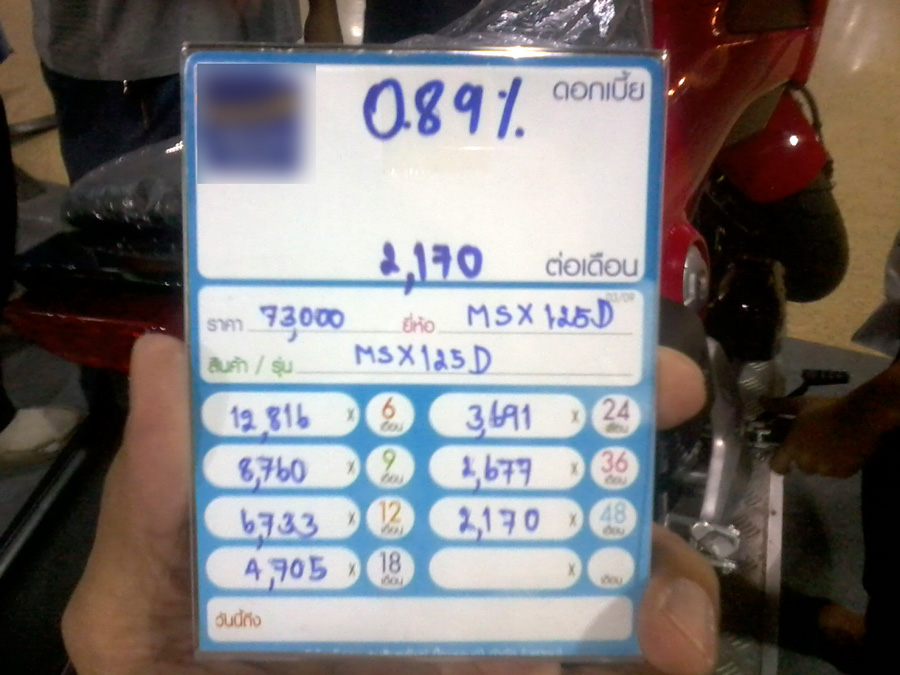 0.89% ดอกเบี้ย
2,170 ต่อเดือน
03/09
ราคา 73,000 ยี่ห้อ MSX125D
สินค้า / รุ่น MSX125D
12,816 x 6 เดือน 3,691 x 24 เดือน
8,760 x 9 เดือน 2,677 x 36 เดือน
6,733 x 12 เดือน 2,170 x 48 เดือน
4,705 x 18 เดือน x เดือน
วันนี้ถึง